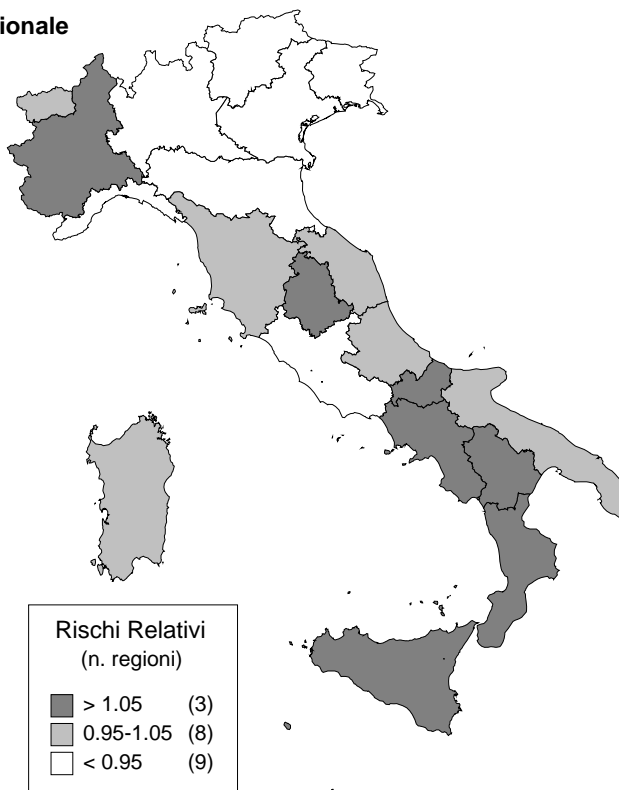 ionale
Rischi Relativi
(n. regioni)
> 1.05 (3)
0.95-1.05 (8)
< 0.95 (9)